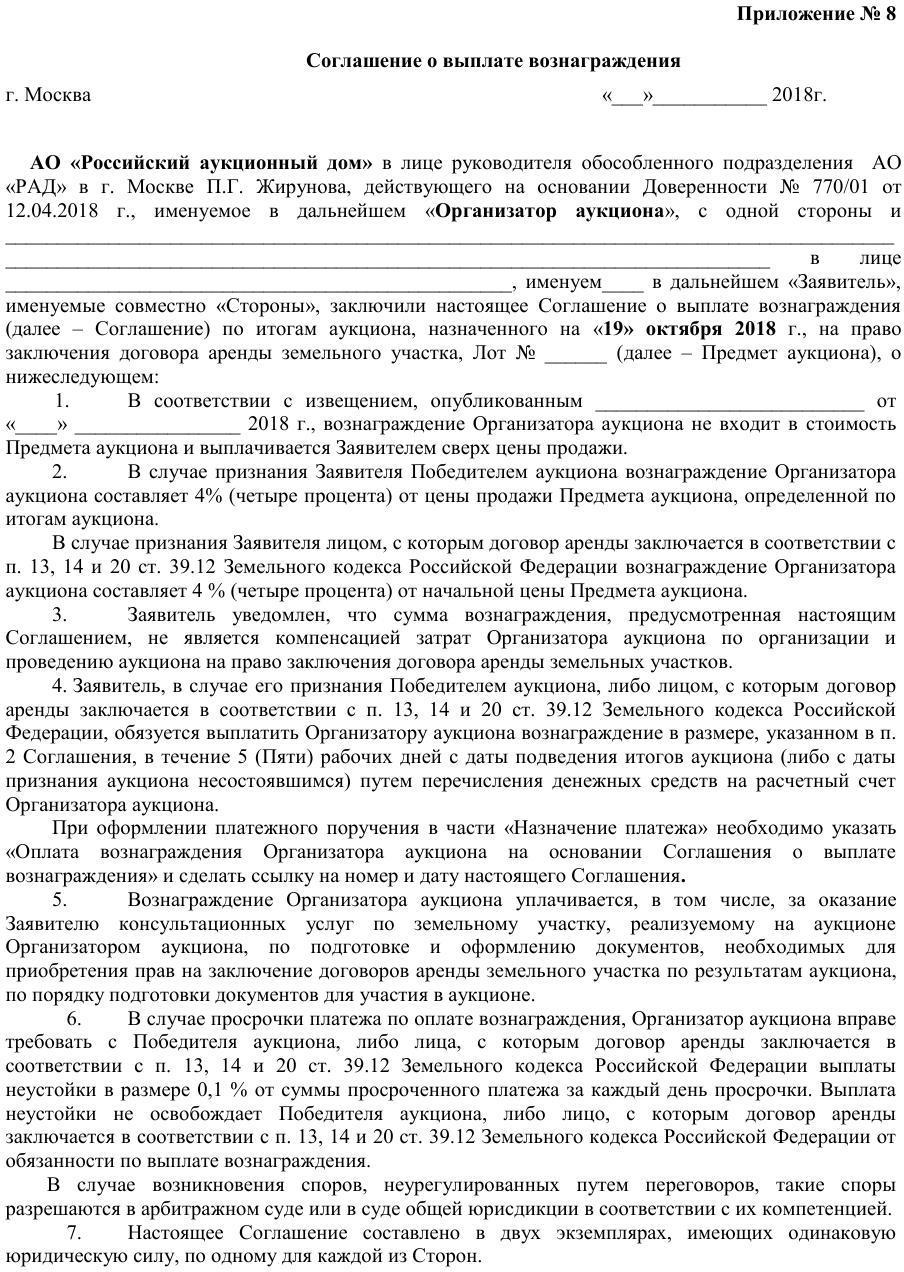 Приложение № 8
Соглашение о выплате вознаграждения
г. Москва «___»___________ 2018г.
АО «Российский аукционный дом» в лице руководителя обособленного подразделения АО
«РАД» в г. Москве П.Г. Жирунова, действующего на основании Доверенности № 770/01 от
12.04.2018 г., именуемое в дальнейшем «Организатор аукциона», с одной стороны и
______________________________________________________________________________________
__________________________________________________________________________ в лице
_________________________________________________, именуем____ в дальнейшем «Заявитель»,
именуемые совместно «Стороны», заключили настоящее Соглашение о выплате вознаграждения
(далее – Соглашение) по итогам аукциона, назначенного на «19» октября 2018 г., на право
заключения договора аренды земельного участка, Лот № ______ (далее – Предмет аукциона), о
нижеследующем:
1. В соответствии с извещением, опубликованным __________________________ от
«____» ________________ 2018 г., вознаграждение Организатора аукциона не входит в стоимость
Предмета аукциона и выплачивается Заявителем сверх цены продажи.
2. В случае признания Заявителя Победителем аукциона вознаграждение Организатора
аукциона составляет 4% (четыре процента) от цены продажи Предмета аукциона, определенной по
итогам аукциона.
В случае признания Заявителя лицом, с которым договор аренды заключается в соответствии с
п. 13, 14 и 20 ст. 39.12 Земельного кодекса Российской Федерации вознаграждение Организатора
аукциона составляет 4 % (четыре процента) от начальной цены Предмета аукциона.
3. Заявитель уведомлен, что сумма вознаграждения, предусмотренная настоящим
Соглашением, не является компенсацией затрат Организатора аукциона по организации и
проведению аукциона на право заключения договора аренды земельных участков.
4. Заявитель, в случае его признания Победителем аукциона, либо лицом, с которым договор
аренды заключается в соответствии с п. 13, 14 и 20 ст. 39.12 Земельного кодекса Российской
Федерации, обязуется выплатить Организатору аукциона вознаграждение в размере, указанном в п.
2 Соглашения, в течение 5 (Пяти) рабочих дней с даты подведения итогов аукциона (либо с даты
признания аукциона несостоявшимся) путем перечисления денежных средств на расчетный счет
Организатора аукциона.
При оформлении платежного поручения в части «Назначение платежа» необходимо указать
«Оплата вознаграждения Организатора аукциона на основании Соглашения о выплате
вознаграждения» и сделать ссылку на номер и дату настоящего Соглашения.
5. Вознаграждение Организатора аукциона уплачивается, в том числе, за оказание
Заявителю консультационных услуг по земельному участку, реализуемому на аукционе
Организатором аукциона, по подготовке и оформлению документов, необходимых для
приобретения прав на заключение договоров аренды земельного участка по результатам аукциона,
по порядку подготовки документов для участия в аукционе.
6. В случае просрочки платежа по оплате вознаграждения, Организатор аукциона вправе
требовать с Победителя аукциона, либо лица, с которым договор аренды заключается в
соответствии с п. 13, 14 и 20 ст. 39.12 Земельного кодекса Российской Федерации выплаты
неустойки в размере 0,1 % от суммы просроченного платежа за каждый день просрочки. Выплата
неустойки не освобождает Победителя аукциона, либо лицо, с которым договор аренды
заключается в соответствии с п. 13, 14 и 20 ст. 39.12 Земельного кодекса Российской Федерации от
обязанности по выплате вознаграждения.
В случае возникновения споров, неурегулированных путем переговоров, такие споры
разрешаются в арбитражном суде или в суде общей юрисдикции в соответствии с их компетенцией.
7. Настоящее Соглашение составлено в двух экземплярах, имеющих одинаковую
юридическую силу, по одному для каждой из Сторон.